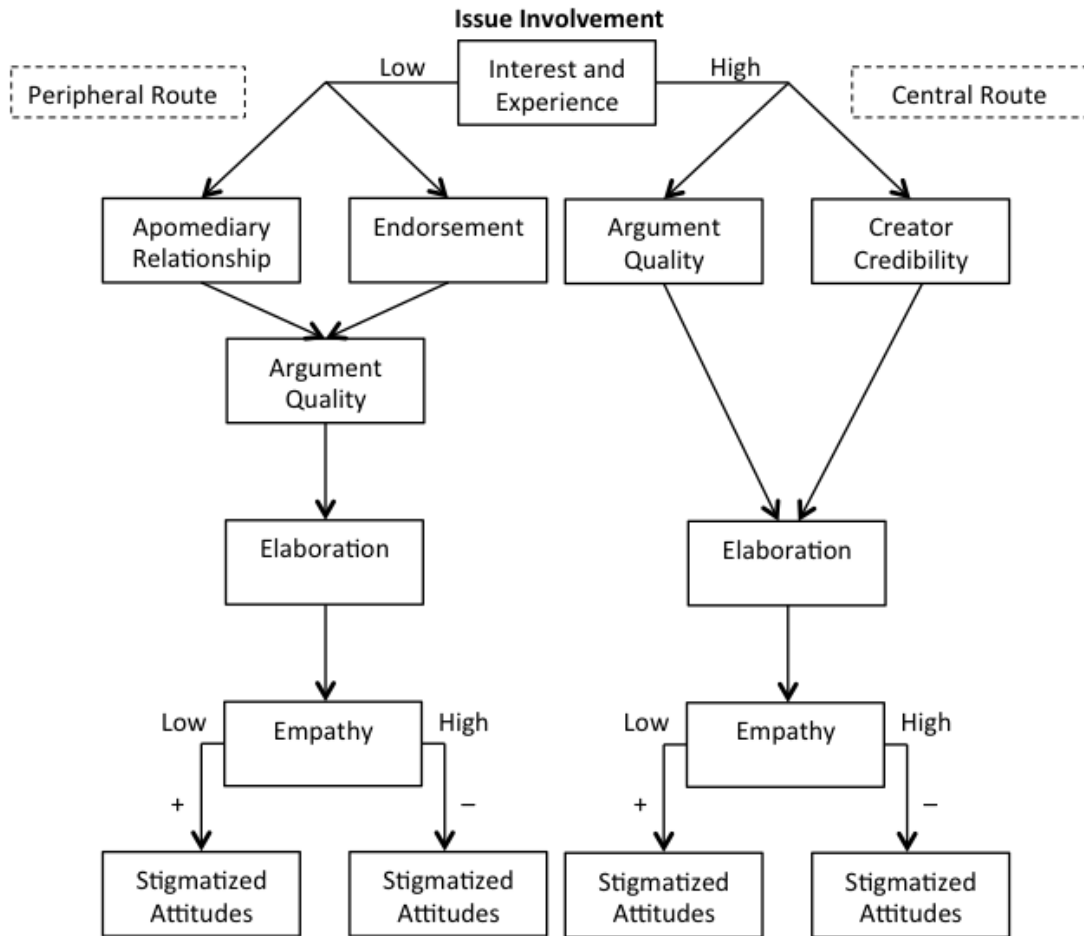 Issue Involvement
Low
Interest and
Experience
High
Peripheral Route
Central Route
Apomediary
Relationship
Endorsement
Argument
Quality
Creator
Credibility
Argument
Quality
Elaboration
Elaboration
Low
Empathy
High
Low
Empathy
High
+
–
+
–
Stigmatized
Attitudes
Stigmatized
Attitudes
Stigmatized
Attitudes
Stigmatized
Attitudes